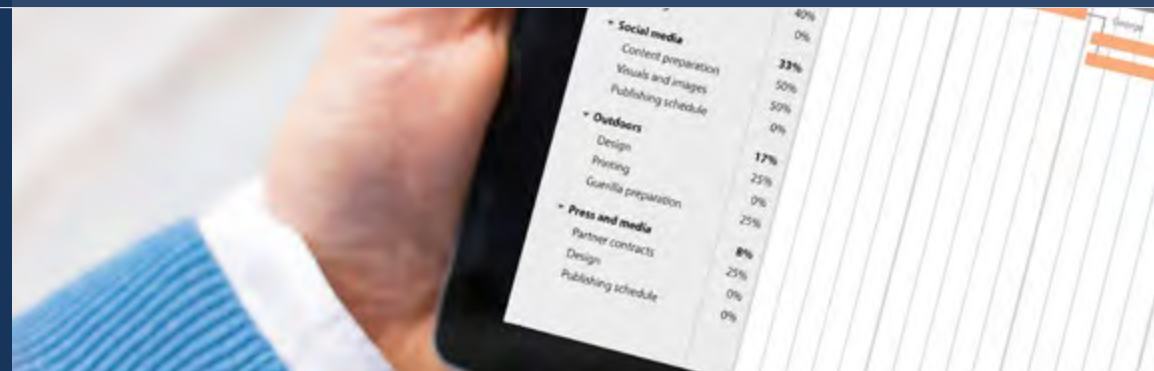 40%
0%
George
Social media 33%
Content preparation 50%
Visuals and images 50%
Publishing schedule 0%
Outdoors 17%
Design 25%
Printing 0%
Guerilla preparation 25%
Press and media 8%
Partner contracts 25%
Design 0%
Publishing schedule 0%